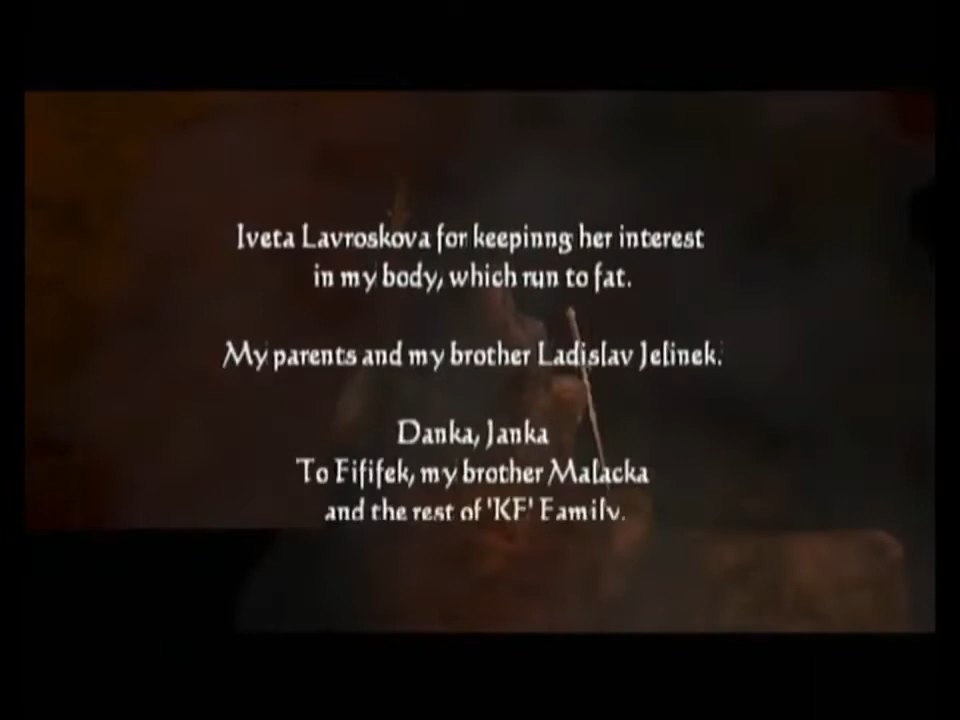 Iveta Lavroskova for keepinng her interest
in my body, which run to fat.
My parents and my brother Ladislav Jelinek.
Danka, Janka
To Fififek, my brother Malacka
and the rest of 'KF' Family.